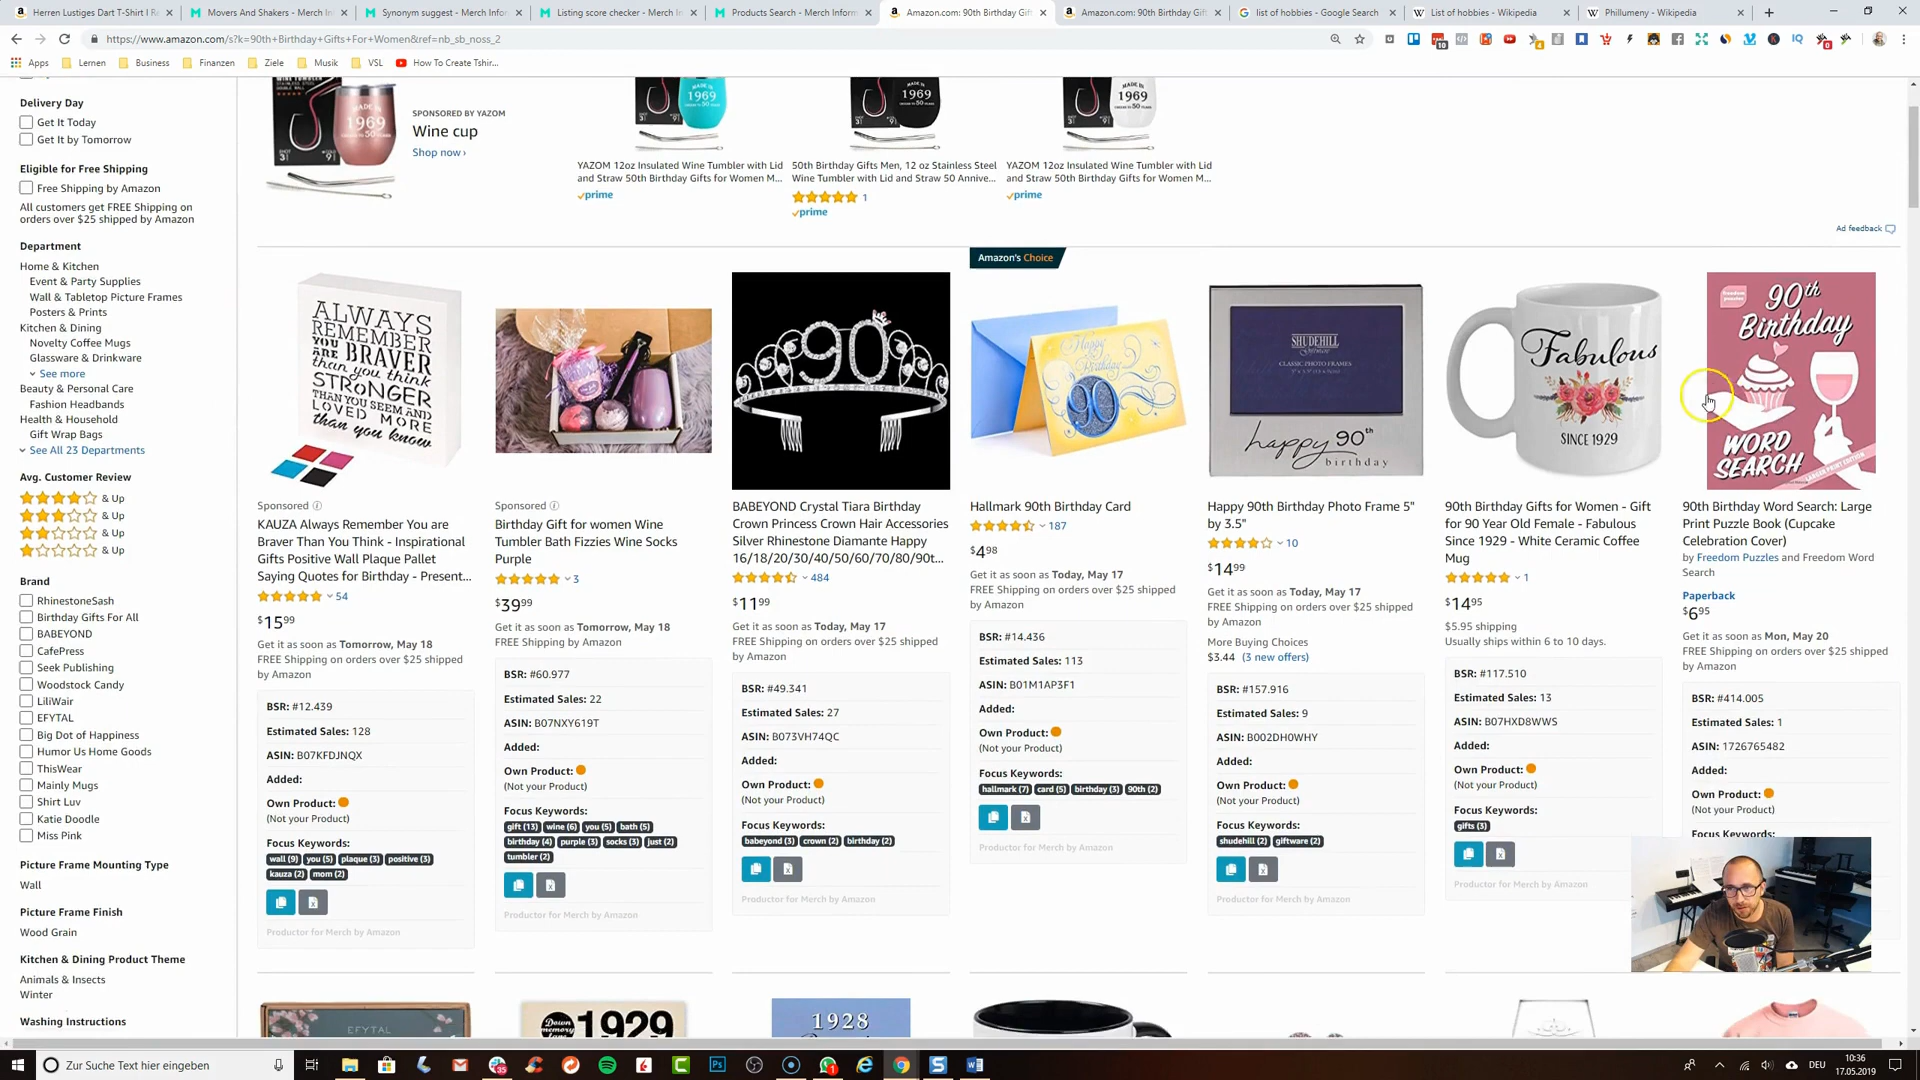 Herren Lustiges Dart T-Shirt I R
Movers And Shakers - Merch In
Synonym suggest - Merch Infor
Listing score checker - Merch In
Products Search - Merch Inform
Amazon.com: 90th Birthday Gif
Amazon.com: 90th Birthday Gif
list of hobbies - Google Search
List of hobbies - Wikipedia
Phillumeny - Wikipedia
https://www.amazon.com/s?k=90th+Birthday+Gifts+For+Women&ref=nb_sb_noss_2
Apps
Lernen
Business
Finanzen
Ziele
Musik
VSL
How To Create Tshir...
Delivery Day
Get It Today
Get It by Tomorrow
Eligible for Free Shipping
Free Shipping by Amazon
All customers get FREE Shipping on
orders over $25 shipped by Amazon
Department
Home & Kitchen
Event & Party Supplies
Wall & Tabletop Picture Frames
Posters & Prints
Kitchen & Dining
Novelty Coffee Mugs
Glassware & Drinkware
See more
Beauty & Personal Care
Fashion Headbands
Health & Household
Gift Wrap Bags
See All 23 Departments
Avg. Customer Review
& Up
& Up
& Up
& Up
Brand
RhinestoneSash
Birthday Gifts For All
BABEYOND
CafePress
Seek Publishing
Woodstock Candy
LiliWair
EFYTAL
Big Dot of Happiness
Humor Us Home Goods
ThisWear
Mainly Mugs
Shirt Luv
Katie Doodle
Miss Pink
Picture Frame Mounting Type
Wall
Picture Frame Finish
Wood Grain
Kitchen & Dining Product Theme
Animals & Insects
Winter
Washing Instructions
1969
SPONSORED BY YAZOM
Wine cup
Shop now ›
1969
YAZOM 12oz Insulated Wine Tumbler with Lid
and Straw 50th Birthday Gifts for Women M...
prime
1969
50th Birthday Gifts Men, 12 oz Stainless Steel
Wine Tumbler with Lid and Straw 50 Annive...
1
prime
1969
YAZOM 12oz Insulated Wine Tumbler with Lid
and Straw 50th Birthday Gifts for Women M...
prime
Ad feedback
ALWAYS
REMEMBER
YOU ARE
BRAVER
than you think
STRONGER
THAN YOU SEEM AND
LOVED MORE
than you know
Sponsored
KAUZA Always Remember You are
Braver Than You Think - Inspirational
Gifts Positive Wall Plaque Pallet
Saying Quotes for Birthday - Present...
54
$1599
Get it as soon as Tomorrow, May 18
FREE Shipping on orders over $25 shipped
by Amazon
BSR: #12.439
Estimated Sales: 128
ASIN: B07KFDJNQX
Added:
Own Product:
(Not your Product)
Focus Keywords:
wall (9) you (5) plaque (3) positive (3)
kauza (2) mom (2)
Productor for Merch by Amazon
Sponsored
Birthday Gift for women Wine
Tumbler Bath Fizzies Wine Socks
Purple
3
$3999
Get it as soon as Tomorrow, May 18
FREE Shipping by Amazon
BSR: #60.977
Estimated Sales: 22
ASIN: B07NXY619T
Added:
Own Product:
(Not your Product)
Focus Keywords:
gift (13) wine (6) you (5) bath (5)
birthday (4) purple (3) socks (3) just (2)
tumbler (2)
Productor for Merch by Amazon
90
BABEYOND Crystal Tiara Birthday
Crown Princess Crown Hair Accessories
Silver Rhinestone Diamante Happy
16/18/20/30/40/50/60/70/80/90t...
484
$1199
Get it as soon as Today, May 17
FREE Shipping on orders over $25 shipped
by Amazon
BSR: #49.341
Estimated Sales: 27
ASIN: B073VH74QC
Added:
Own Product:
(Not your Product)
Focus Keywords:
babeyond (3) crown (2) birthday (2)
Productor for Merch by Amazon
Amazon's Choice
Happy
Birthday
90
Hallmark 90th Birthday Card
187
$498
Get it as soon as Today, May 17
FREE Shipping on orders over $25 shipped
by Amazon
BSR: #14.436
Estimated Sales: 113
ASIN: B01M1AP3F1
Added:
Own Product:
(Not your Product)
Focus Keywords:
hallmark (7) card (5) birthday (3) 90th (2)
Productor for Merch by Amazon
SHUDEHILL
Giftware
CLASSIC PHOTO FRAMES
happy 90th
birthday
Happy 90th Birthday Photo Frame 5"
by 3.5"
10
$1499
Get it as soon as Today, May 17
FREE Shipping on orders over $25 shipped
by Amazon
More Buying Choices
$3.44 (3 new offers)
BSR: #157.916
Estimated Sales: 9
ASIN: B002DH0WHY
Added:
Own Product:
(Not your Product)
Focus Keywords:
shudehill (2) giftware (2)
Productor for Merch by Amazon
Fabulous
SINCE 1929
90th Birthday Gifts for Women - Gift
for 90 Year Old Female - Fabulous
Since 1929 - White Ceramic Coffee
Mug
1
$1495
$5.95 shipping
Usually ships within 6 to 10 days.
BSR: #117.510
Estimated Sales: 13
ASIN: B07HXD8WWS
Added:
Own Product:
(Not your Product)
Focus Keywords:
gifts (3)
Productor for Merch by Amazon
90th
Birthday
WORD
SEARCH
90th Birthday Word Search: Large
Print Puzzle Book (Cupcake
Celebration Cover)
by Freedom Puzzles and Freedom Word
Search
Paperback
$695
Get it as soon as Mon, May 20
FREE Shipping on orders over $25 shipped
by Amazon
BSR: #414.005
Estimated Sales: 1
ASIN: 1726765482
Added:
Own Product:
(Not your Product)
Focus Keywords:
EFYTAL
Down
memory
1929
1928
Zur Suche Text hier eingeben
DEU
10:36
17.05.2019